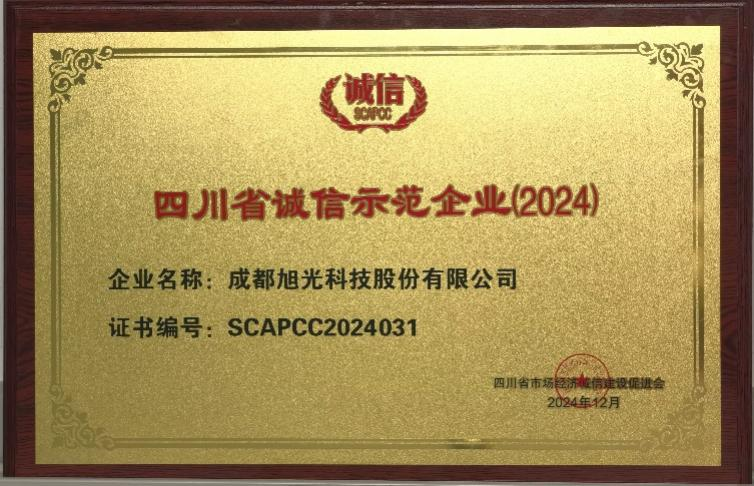 诚信
SCAPCC
四川省诚信示范企业(2024)
企业名称：成都旭光科技股份有限公司
证书编号：SCAPCC2024031
四川省市场经济诚信建设促进会
2024年12月